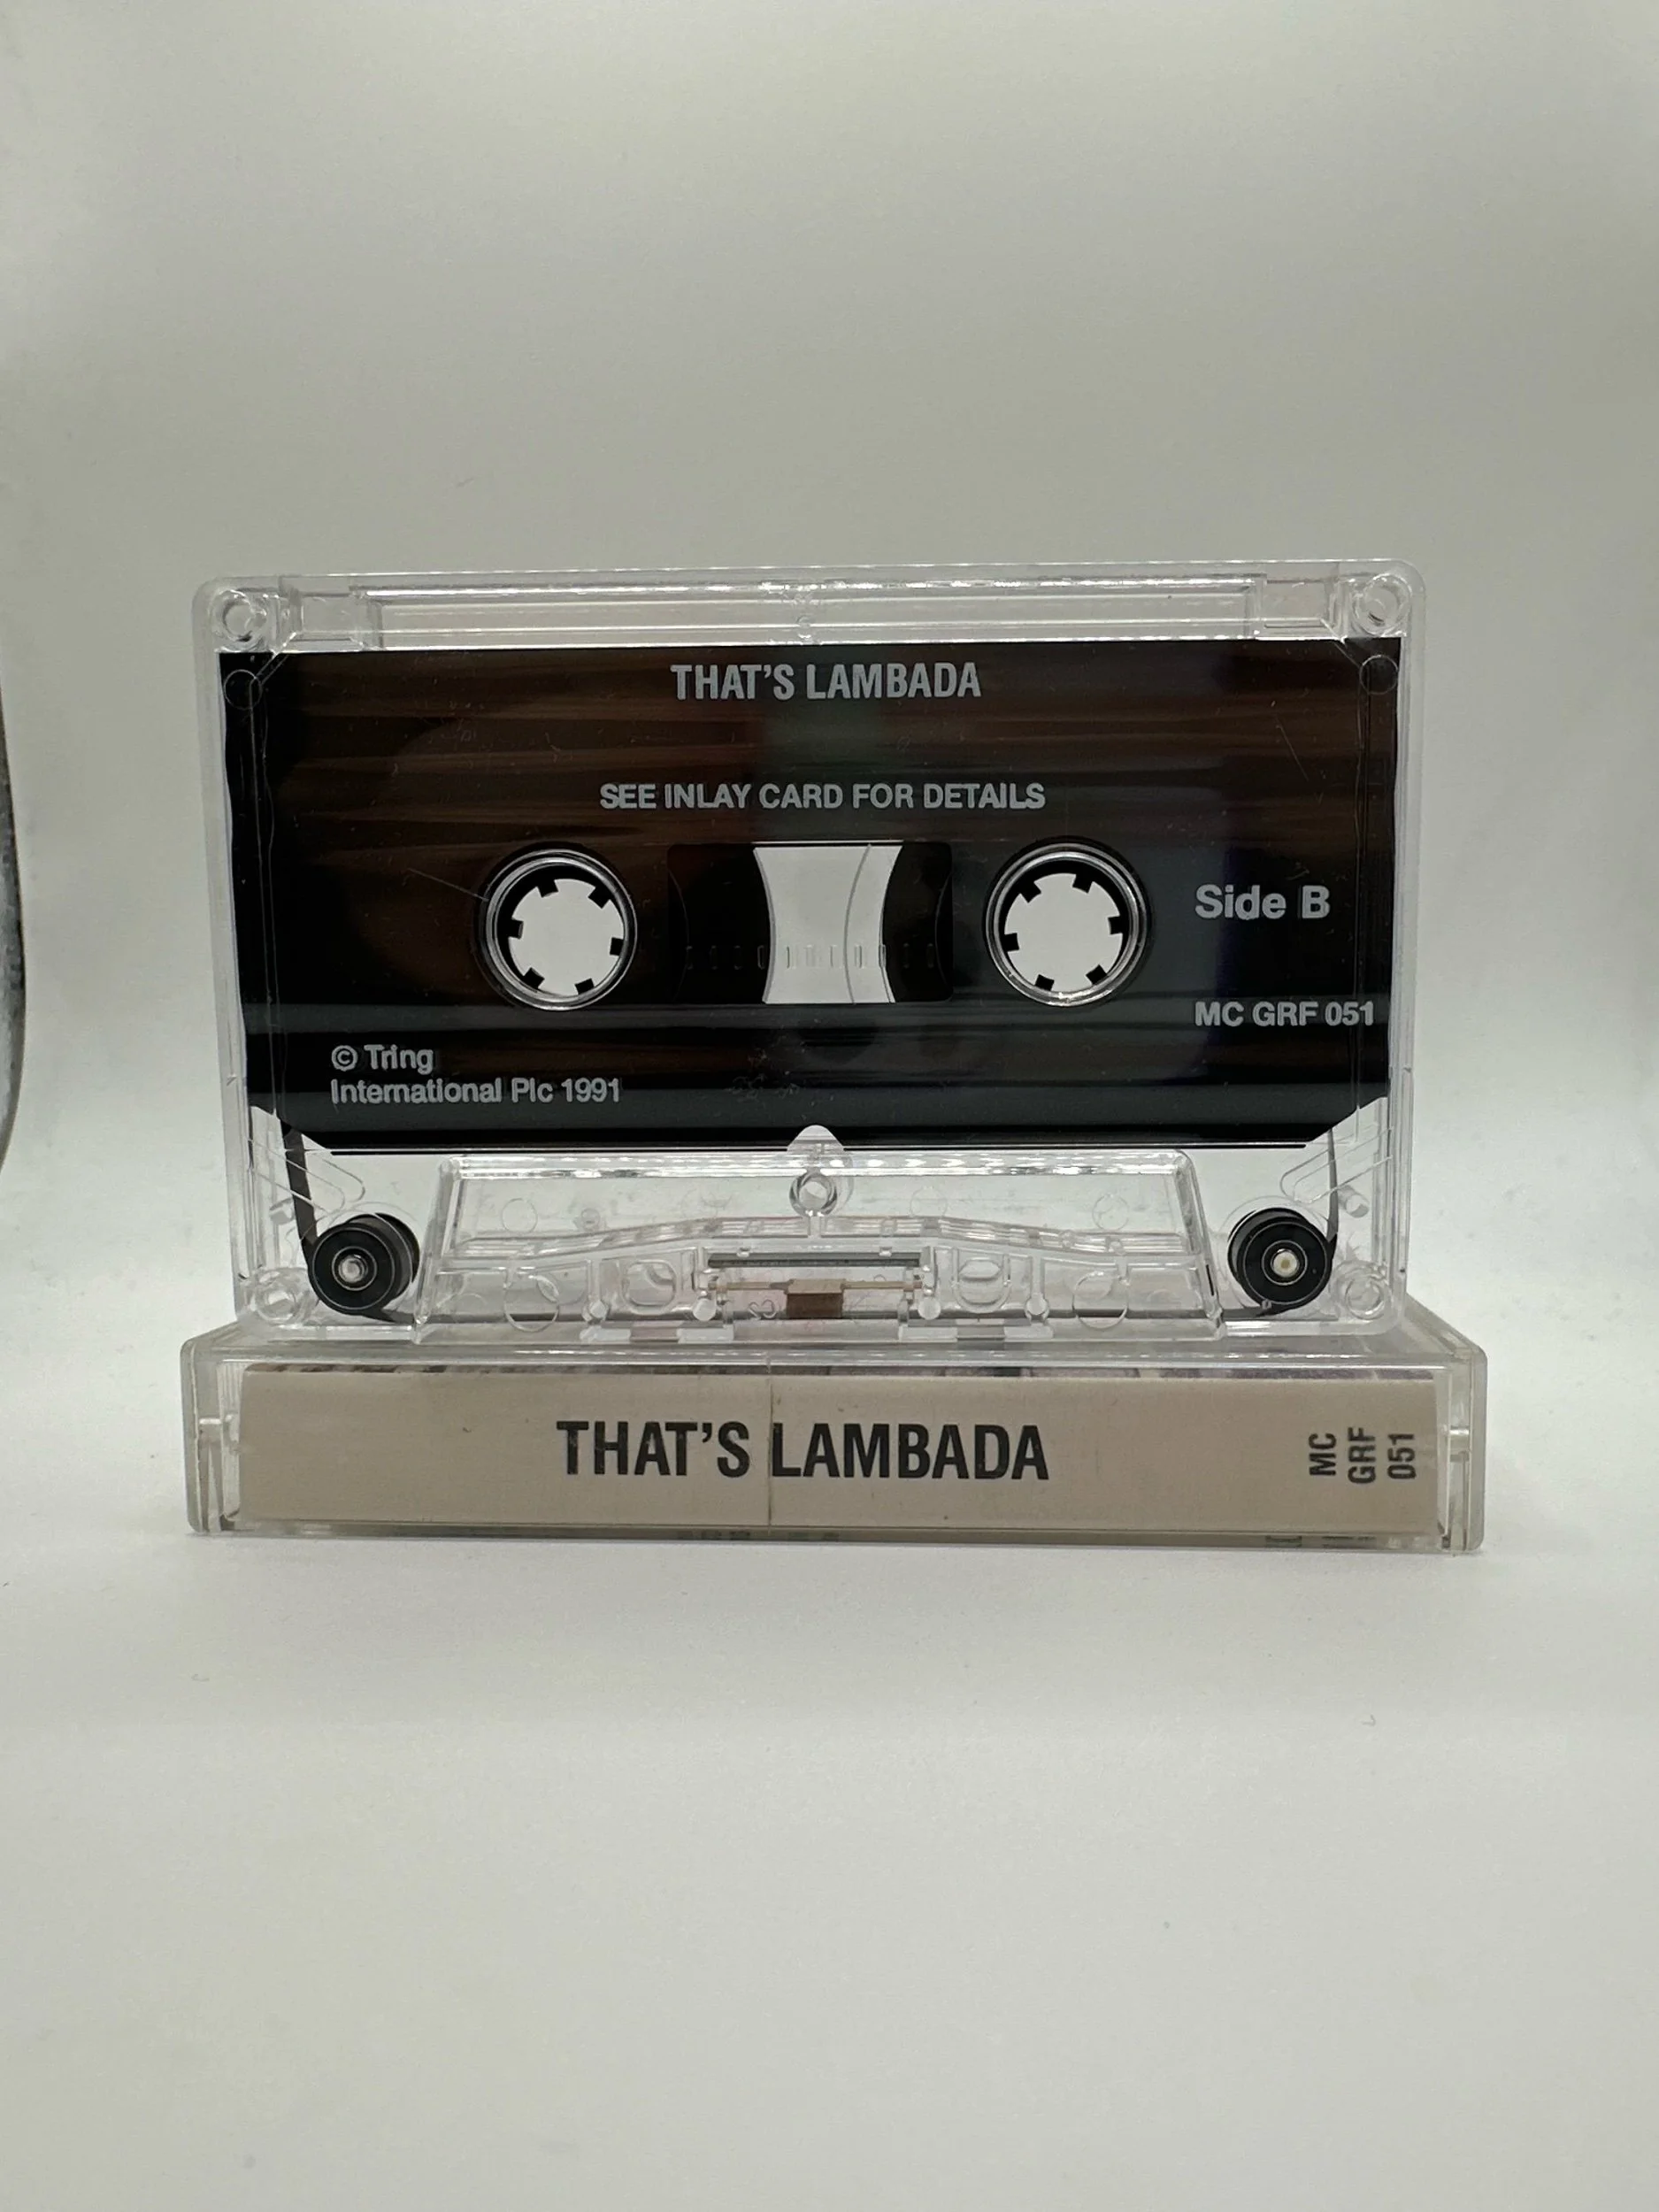 THAT'S LAMBADA
SEE INLAY CARD FOR DETAILS
Side B
MC GRF 051
© Tring
International Plc 1991
THAT'S LAMBADA
MC
GRF
051